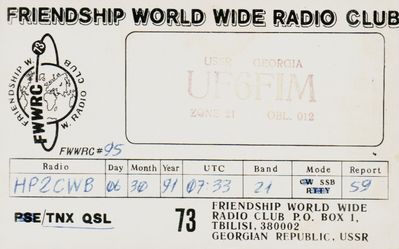 FRIENDSHIP WORLD WIDE RADIO CLUB
73
FRIENDSHIP W. W. RADIO CLUB
FWWRC
USSR GEORGIA
UF6FIM
ZONE 21 OBL. 012
FWWRC# 95
Radio Day Month Year UTC Band Mode Report
HP2CWB 06 30 91 07:33 21 CW SSB RTTY 59
PSE/TNX QSL 73
FRIENDSHIP WORLD WIDE
RADIO CLUB P.O. BOX 1,
TBILISI, 380002
GEORGIAN REPUBLIC, USSR